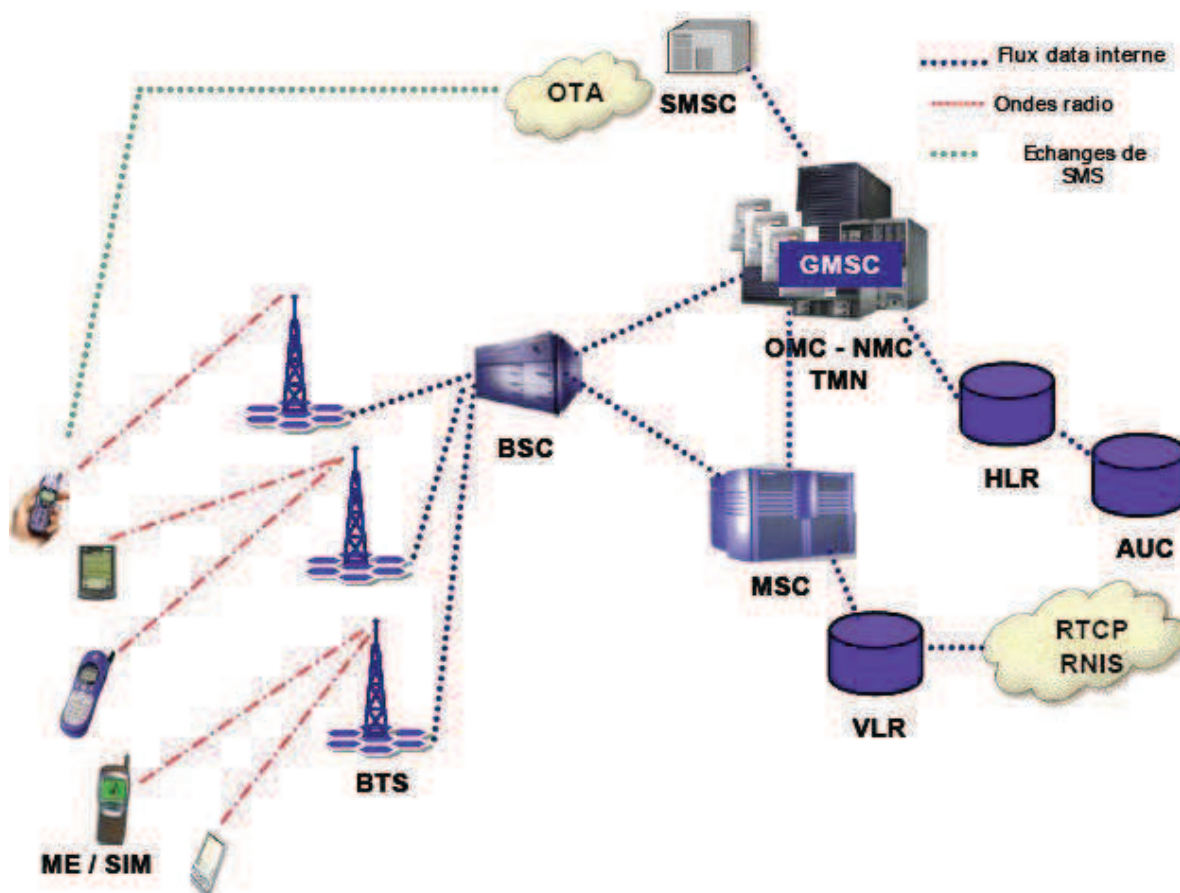 OTA
SMSC
Flux data interne
Ondes radio
Echanges de
SMS
GMSC
OMC - NMC
TMN
BSC
HLR
AUC
MSC
RTCP
RNIS
VLR
BTS
ME / SIM